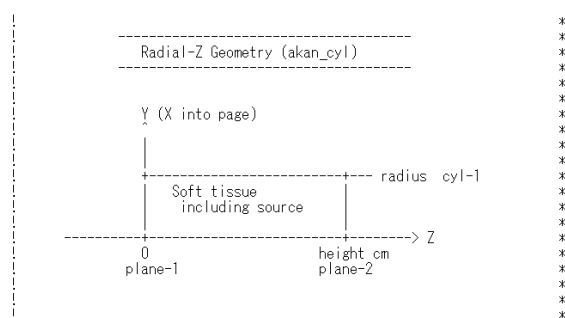 Radial-Z Geometry (akan_cyl)
Y (X into page)
radius cyl-1
Soft tissue
including source
Z
0 height cm
plane-1 plane-2